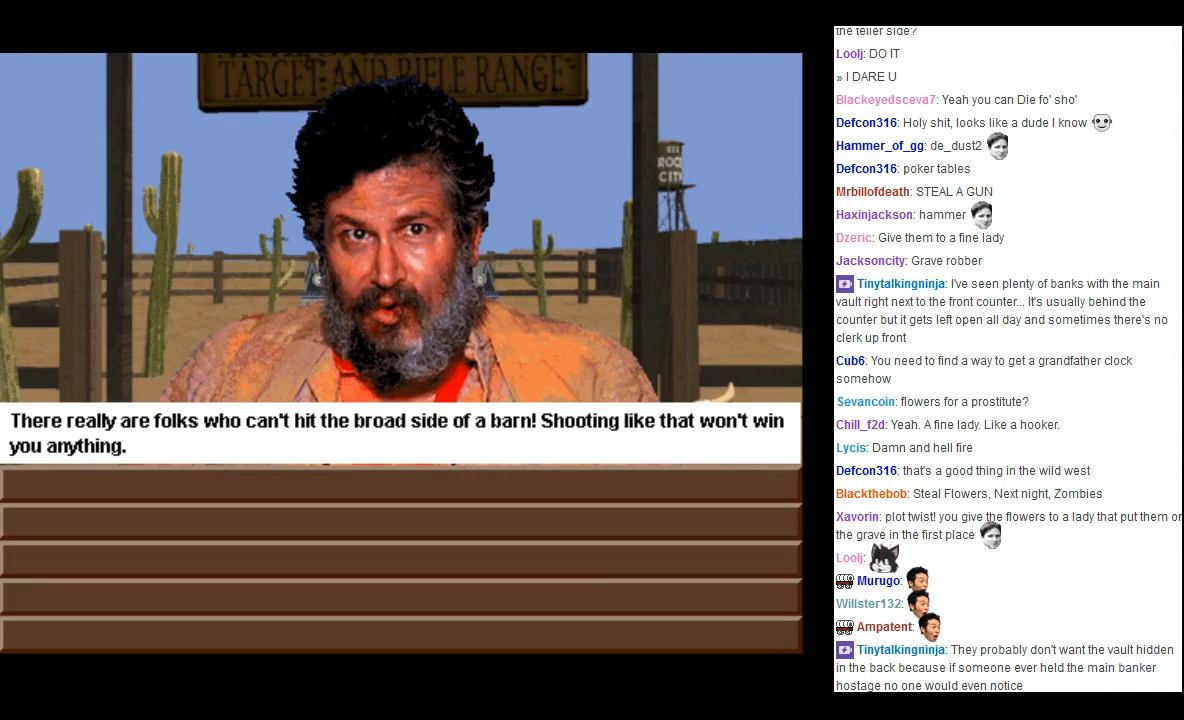 TARGET AND RIFLE RANGE
ROCK
CITY
There really are folks who can't hit the broad side of a barn! Shooting like that won't win
you anything.
the teller side?
Loolj: DO IT
» I DARE U
Blackeyedsceva7: Yeah you can Die fo' sho'
Defcon316: Holy shit, looks like a dude I know
Hammer_of_gg: de_dust2
Defcon316: poker tables
Mrbillofdeath: STEAL A GUN
Haxinjackson: hammer
Dzeric: Give them to a fine lady
Jacksoncity: Grave robber
Tinytalkingninja: I've seen plenty of banks with the main
vault right next to the front counter... It's usually behind the
counter but it gets left open all day and sometimes there's no
clerk up front
Cub6: You need to find a way to get a grandfather clock
somehow
Sevancoin: flowers for a prostitute?
Chill_f2d: Yeah. A fine lady. Like a hooker.
Lycis: Damn and hell fire
Defcon316: that's a good thing in the wild west
Blackthebob: Steal Flowers, Next night, Zombies
Xavorin: plot twist! you give the flowers to a lady that put them on
the grave in the first place
Loolj:
Murugo:
Willster132:
Ampatent:
Tinytalkingninja: They probably don't want the vault hidden
in the back because if someone ever held the main banker
hostage no one would even notice